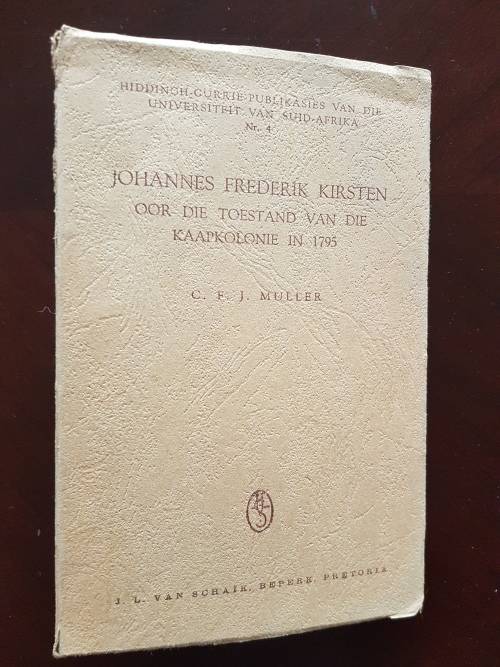 HIDDINGH-CURRIE-PUBLIKASIES VAN DIE
UNIVERSITEIT VAN SUID-AFRIKA
Nr. 4
JOHANNES FREDERIK KIRSTEN
OOR DIE TOESTAND VAN DIE
KAAPKOLONIE IN 1795
C. F. J. MULLER
J. L. VAN SCHAIK, BEPERK, PRETORIA